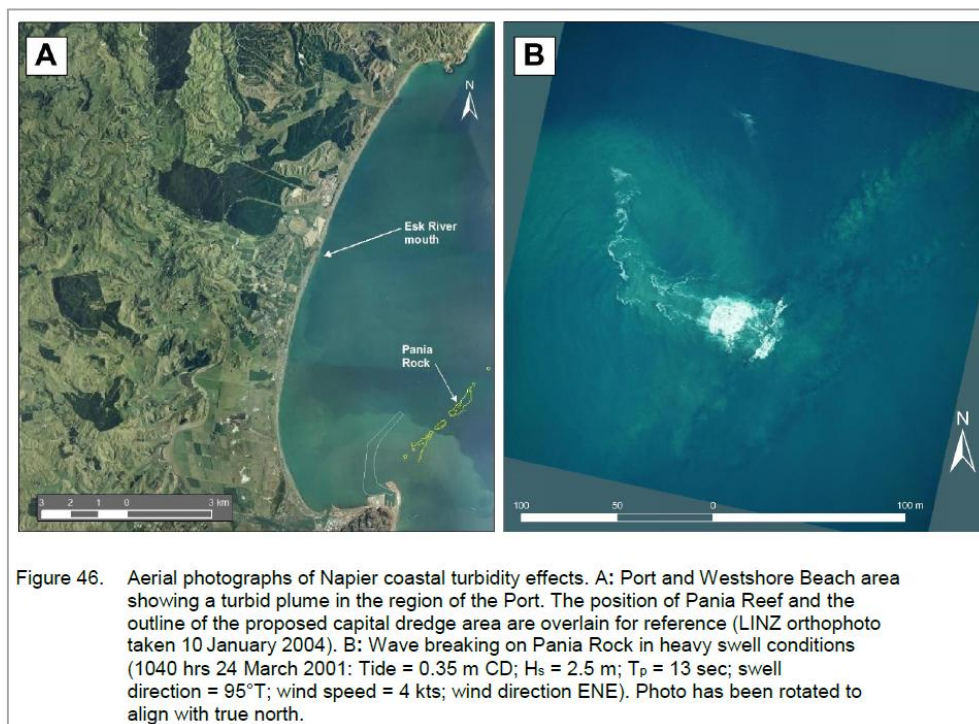 A
N
Esk River
mouth
Pania
Rock
3 2 1 0 3 km
B
N
100 50 0 100 m
Figure 46. Aerial photographs of Napier coastal turbidity effects. A: Port and Westshore Beach area
showing a turbid plume in the region of the Port. The position of Pania Reef and the
outline of the proposed capital dredge area are overlain for reference (LINZ orthophoto
taken 10 January 2004). B: Wave breaking on Pania Rock in heavy swell conditions
(1040 hrs 24 March 2001: Tide = 0.35 m CD; Hs = 2.5 m; Tp = 13 sec; swell
direction = 95°T; wind speed = 4 kts; wind direction ENE). Photo has been rotated to
align with true north.